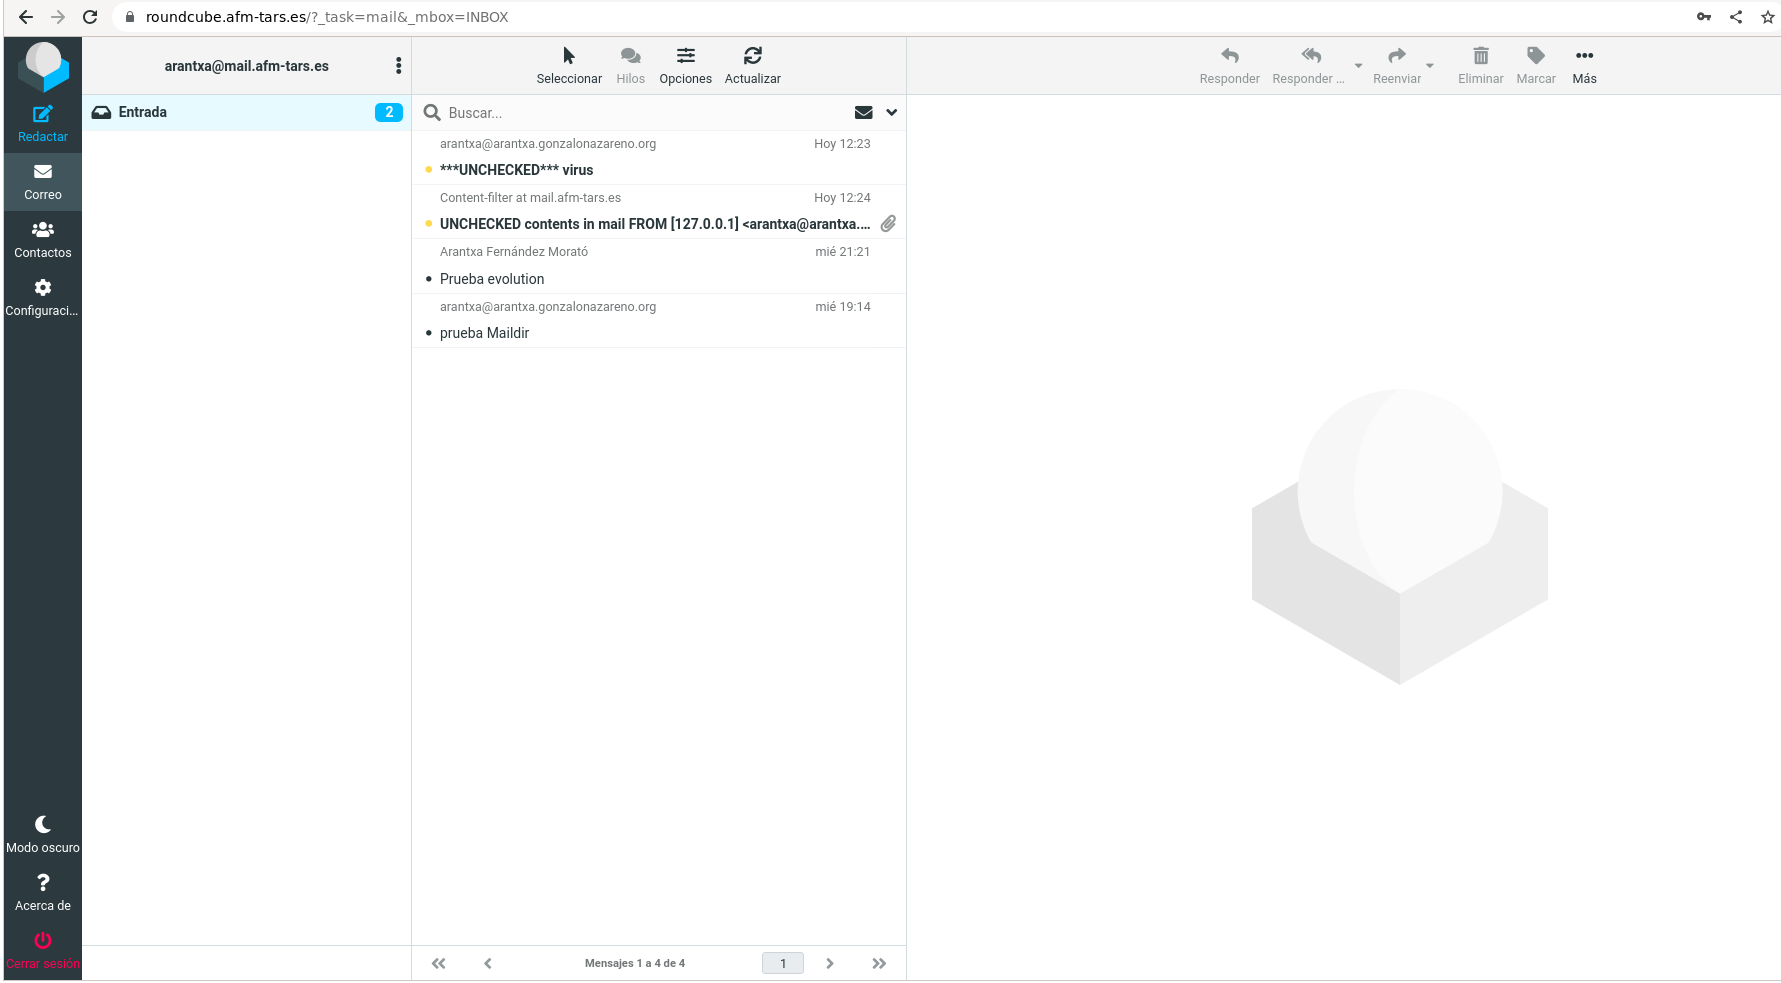 roundcube.afm-tars.es/?_task=mail&_mbox=INBOX
arantxa@mail.afm-tars.es
Seleccionar
Hilos
Opciones
Actualizar
Responder
Responder ...
Reenviar
Eliminar
Marcar
Más
Redactar
Correo
Contactos
Configuraci...
Modo oscuro
Acerca de
Cerrar sesión
Entrada 2
Buscar...
arantxa@arantxa.gonzalonazareno.org Hoy 12:23
***UNCHECKED*** virus
Content-filter at mail.afm-tars.es Hoy 12:24
UNCHECKED contents in mail FROM [127.0.0.1] <arantxa@arantxa....
Arantxa Fernández Morató mié 21:21
• Prueba evolution
arantxa@arantxa.gonzalonazareno.org mié 19:14
• prueba Maildir
Mensajes 1 a 4 de 4
1